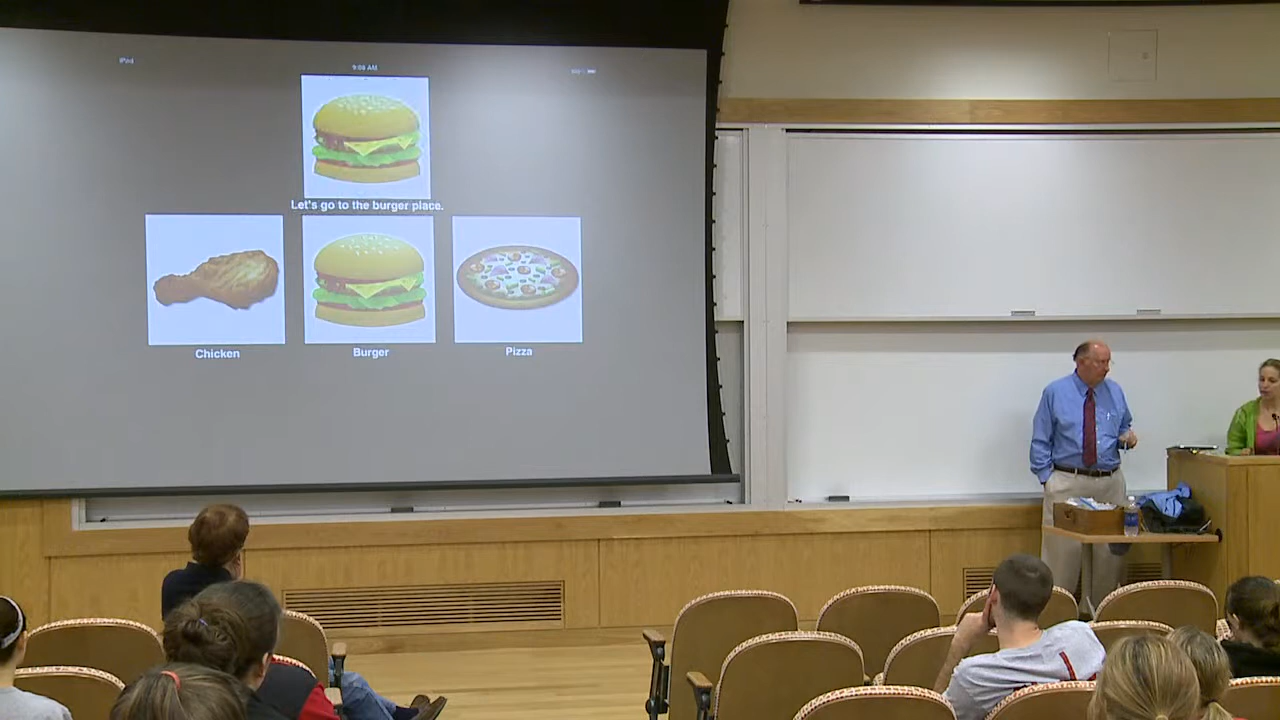 iPad
9:08 AM
Let's go to the burger place.
Chicken
Burger
Pizza